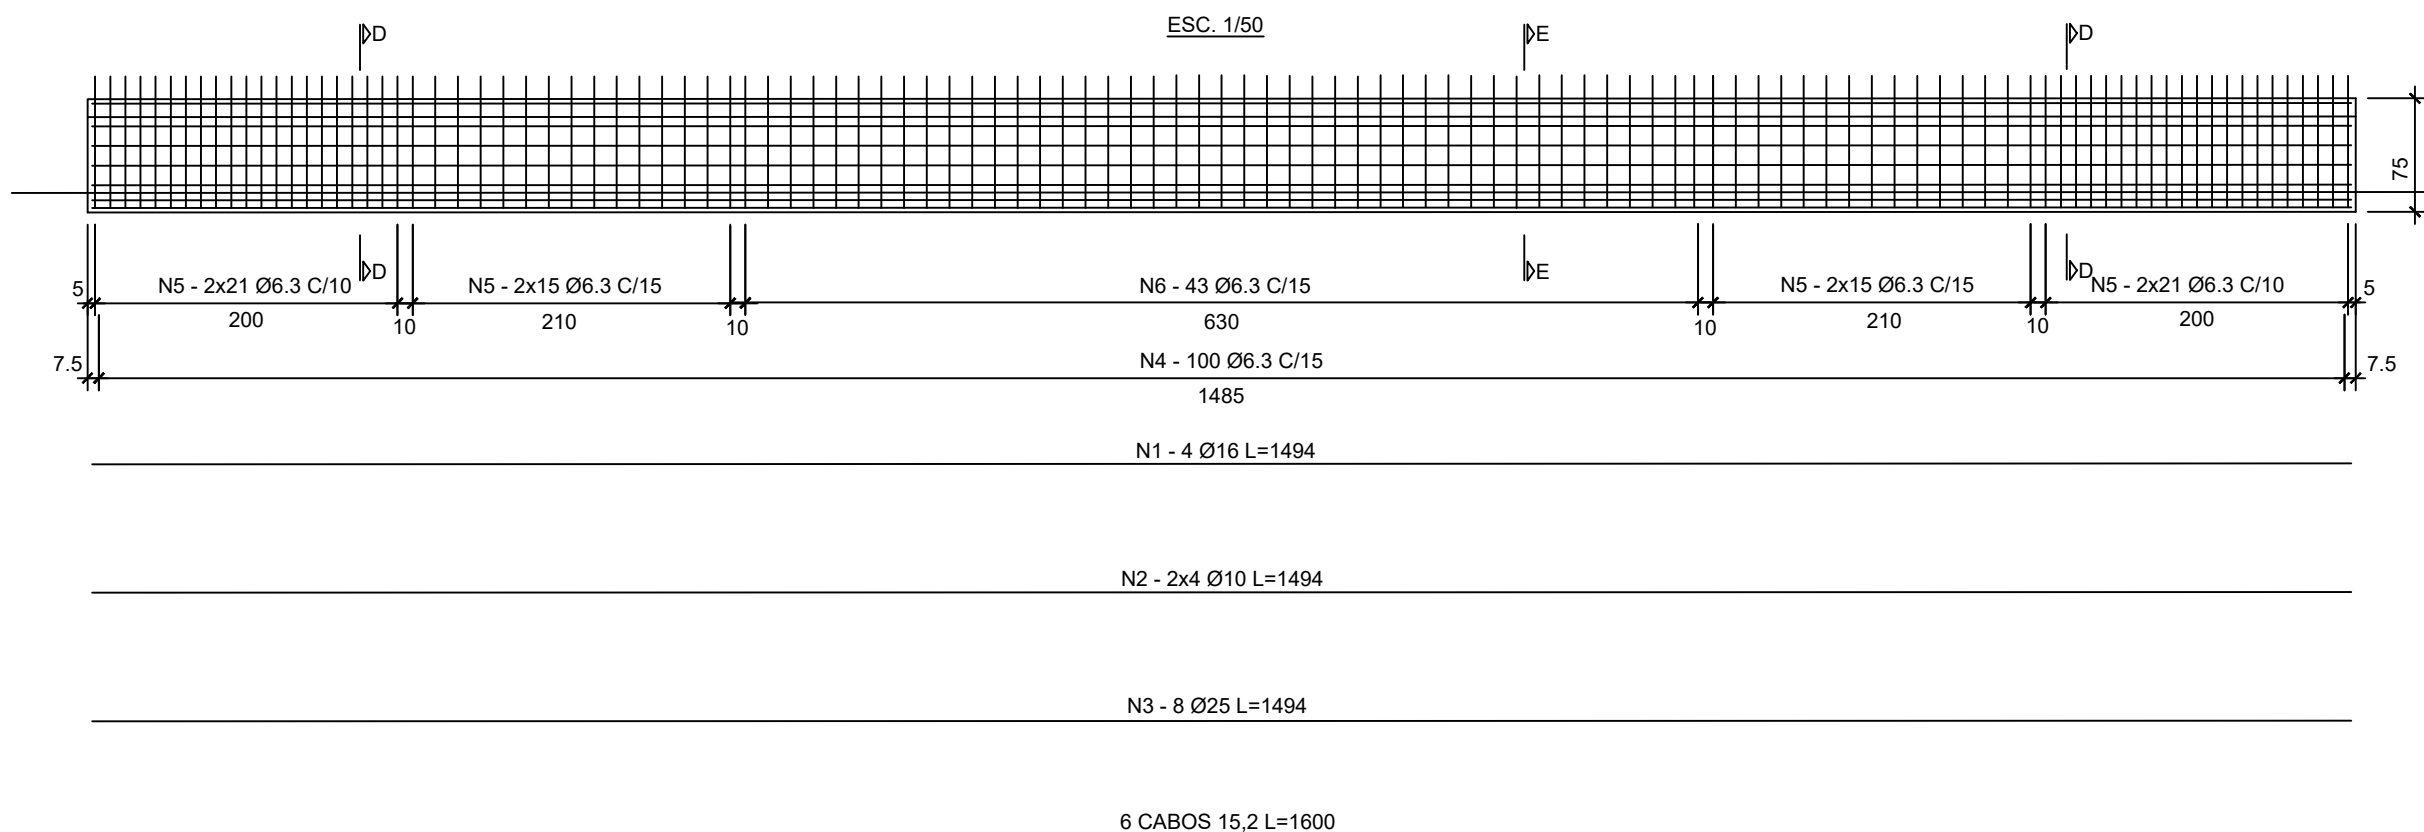 ESC. 1/50
D
E
D
75
D
E
D
5
N5 - 2x21 Ø6.3 C/10
N5 - 2x15 Ø6.3 C/15
N6 - 43 Ø6.3 C/15
N5 - 2x15 Ø6.3 C/15
N5 - 2x21 Ø6.3 C/10
5
200
10
210
10
630
10
210
10
200
7.5
N4 - 100 Ø6.3 C/15
7.5
1485
N1 - 4 Ø16 L=1494
N2 - 2x4 Ø10 L=1494
N3 - 8 Ø25 L=1494
6 CABOS 15,2 L=1600